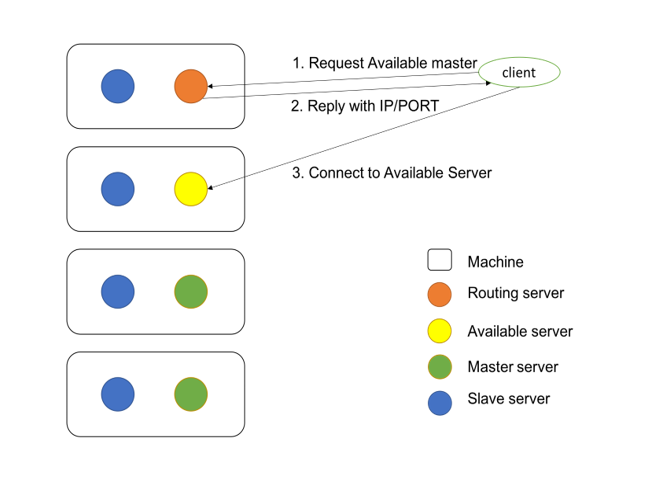 1. Request Available master
client
2. Reply with IP/PORT
3. Connect to Available Server
Machine
Routing server
Available server
Master server
Slave server